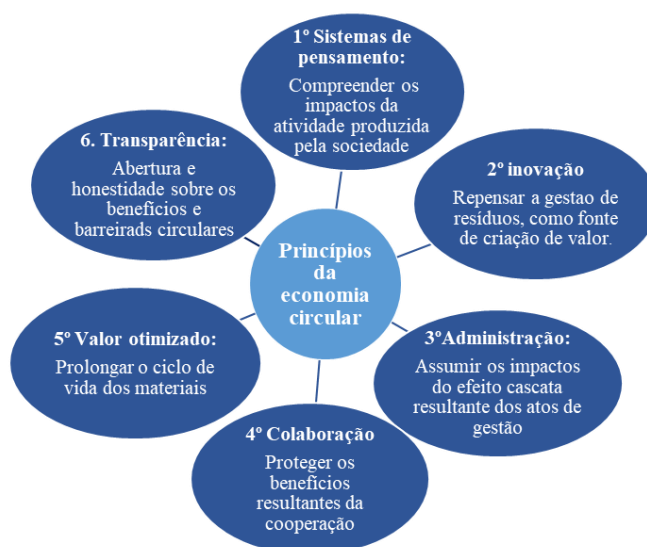 1º Sistemas de
pensamento:
Compreender os
impactos da
atividade produzida
pela sociedade
2º inovação
Repensar a gestao de
resíduos, como fonte
de criação de valor.
3ºAdministração:
Assumir os impactos
do efeito cascata
resultante dos atos de
gestão
4º Colaboração
Proteger os
benefícios
resultantes da
cooperação
5º Valor otimizado:
Prolongar o ciclo de
vida dos materiais
6. Transparência:
Abertura e
honestidade sobre os
benefícios e
barreirads circulares
Princípios
da
economia
circular